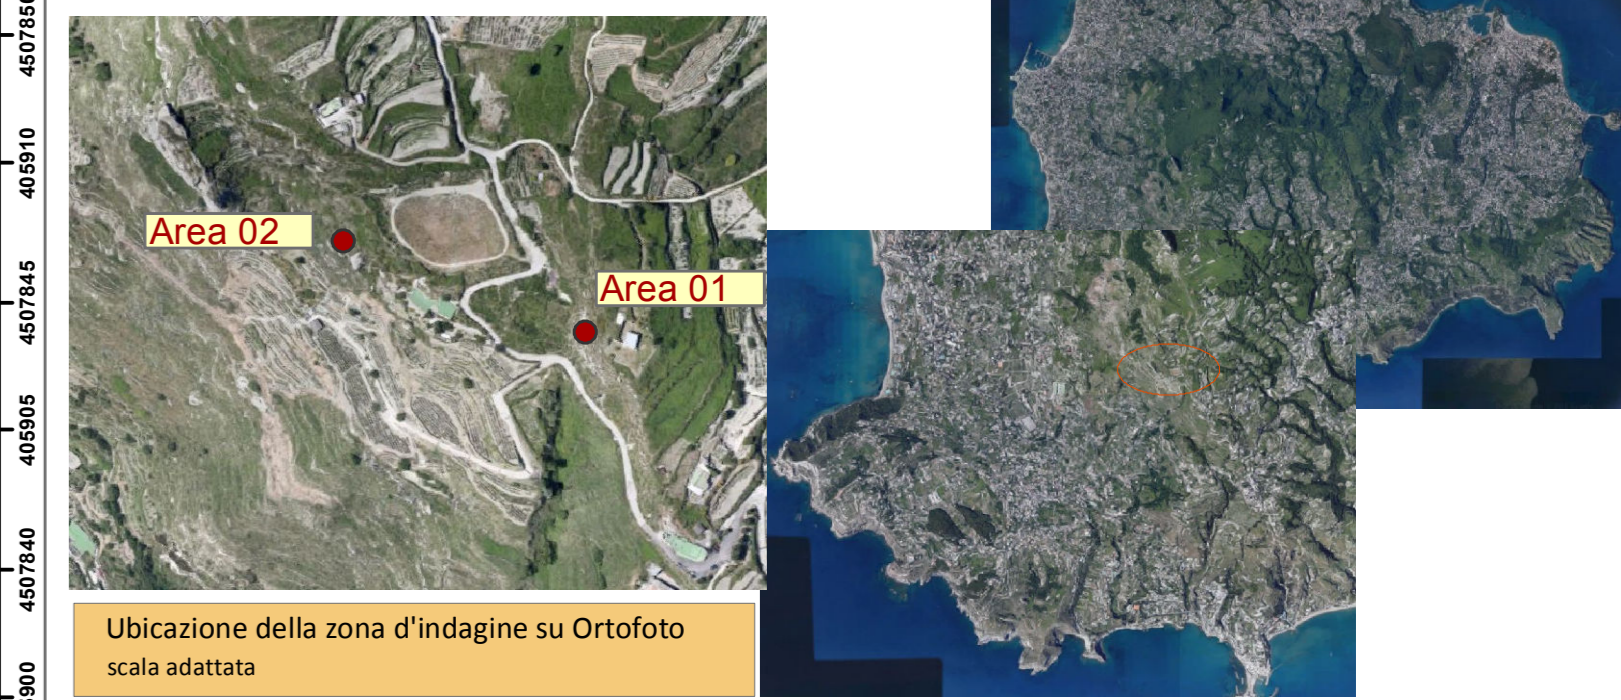 4507850
405910
4507845
405905
4507840
Area 02
Area 01
Ubicazione della zona d'indagine su Ortofoto
scala adattata